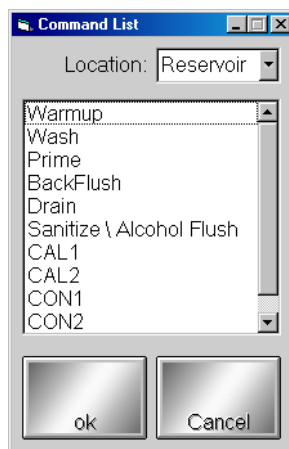 Command List
Location: Reservoir
Warmup
Wash
Prime
BackFlush
Drain
Sanitize \ Alcohol Flush
CAL1
CAL2
CON1
CON2
ok Cancel